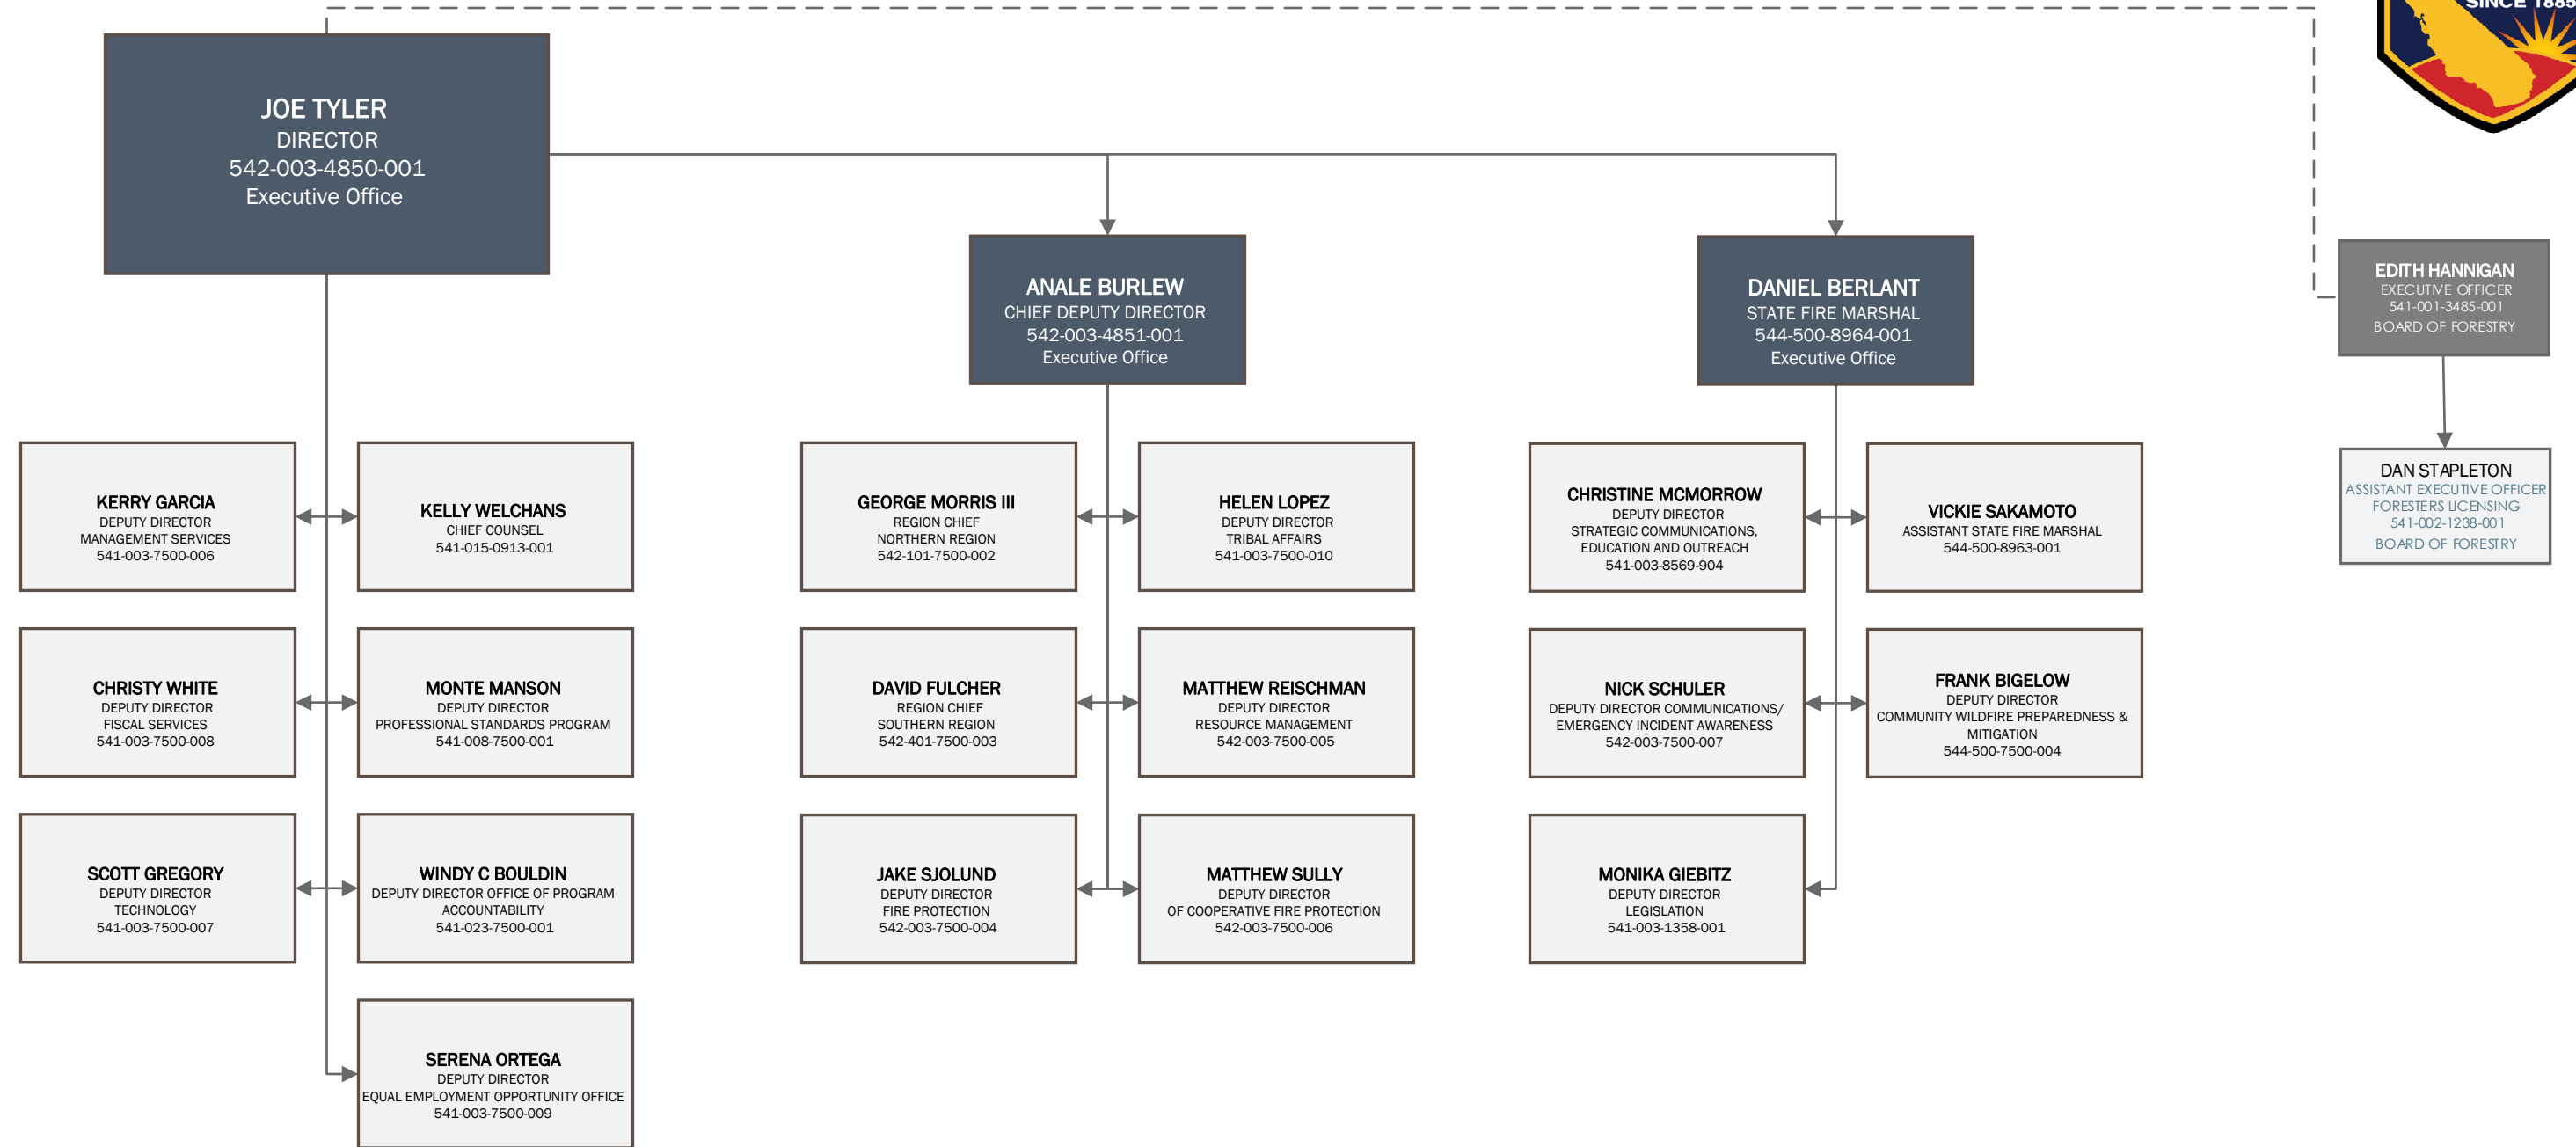 SINCE 1885
JOE TYLER
DIRECTOR
542-003-4850-001
Executive Office
ANALE BURLEW
CHIEF DEPUTY DIRECTOR
542-003-4851-001
Executive Office
DANIEL BERLANT
STATE FIRE MARSHAL
544-500-8964-001
Executive Office
EDITH HANNIGAN
EXECUTIVE OFFICER
541-001-3485-001
BOARD OF FORESTRY
KERRY GARCIA
DEPUTY DIRECTOR
MANAGEMENT SERVICES
541-003-7500-006
KELLY WELCHANS
CHIEF COUNSEL
541-015-0913-001
GEORGE MORRIS III
REGION CHIEF
NORTHERN REGION
542-101-7500-002
HELEN LOPEZ
DEPUTY DIRECTOR
TRIBAL AFFAIRS
541-003-7500-010
CHRISTINE MCMORROW
DEPUTY DIRECTOR
STRATEGIC COMMUNICATIONS,
EDUCATION AND OUTREACH
541-003-8569-904
VICKIE SAKAMOTO
ASSISTANT STATE FIRE MARSHAL
544-500-8963-001
DAN STAPLETON
ASSISTANT EXECUTIVE OFFICER
FORESTERS LICENSING
541-002-1238-001
BOARD OF FORESTRY
CHRISTY WHITE
DEPUTY DIRECTOR
FISCAL SERVICES
541-003-7500-008
MONTE MANSON
DEPUTY DIRECTOR
PROFESSIONAL STANDARDS PROGRAM
541-008-7500-001
DAVID FULCHER
REGION CHIEF
SOUTHERN REGION
542-401-7500-003
MATTHEW REISCHMAN
DEPUTY DIRECTOR
RESOURCE MANAGEMENT
542-003-7500-005
NICK SCHULER
DEPUTY DIRECTOR COMMUNICATIONS/
EMERGENCY INCIDENT AWARENESS
542-003-7500-007
FRANK BIGELOW
DEPUTY DIRECTOR
COMMUNITY WILDFIRE PREPAREDNESS &
MITIGATION
544-500-7500-004
SCOTT GREGORY
DEPUTY DIRECTOR
TECHNOLOGY
541-003-7500-007
WINDY C BOULDIN
DEPUTY DIRECTOR OFFICE OF PROGRAM
ACCOUNTABILITY
541-023-7500-001
JAKE SJOLUND
DEPUTY DIRECTOR
FIRE PROTECTION
542-003-7500-004
MATTHEW SULLY
DEPUTY DIRECTOR
OF COOPERATIVE FIRE PROTECTION
542-003-7500-006
MONIKA GIEBITZ
DEPUTY DIRECTOR
LEGISLATION
541-003-1358-001
SERENA ORTEGA
DEPUTY DIRECTOR
EQUAL EMPLOYMENT OPPORTUNITY OFFICE
541-003-7500-009